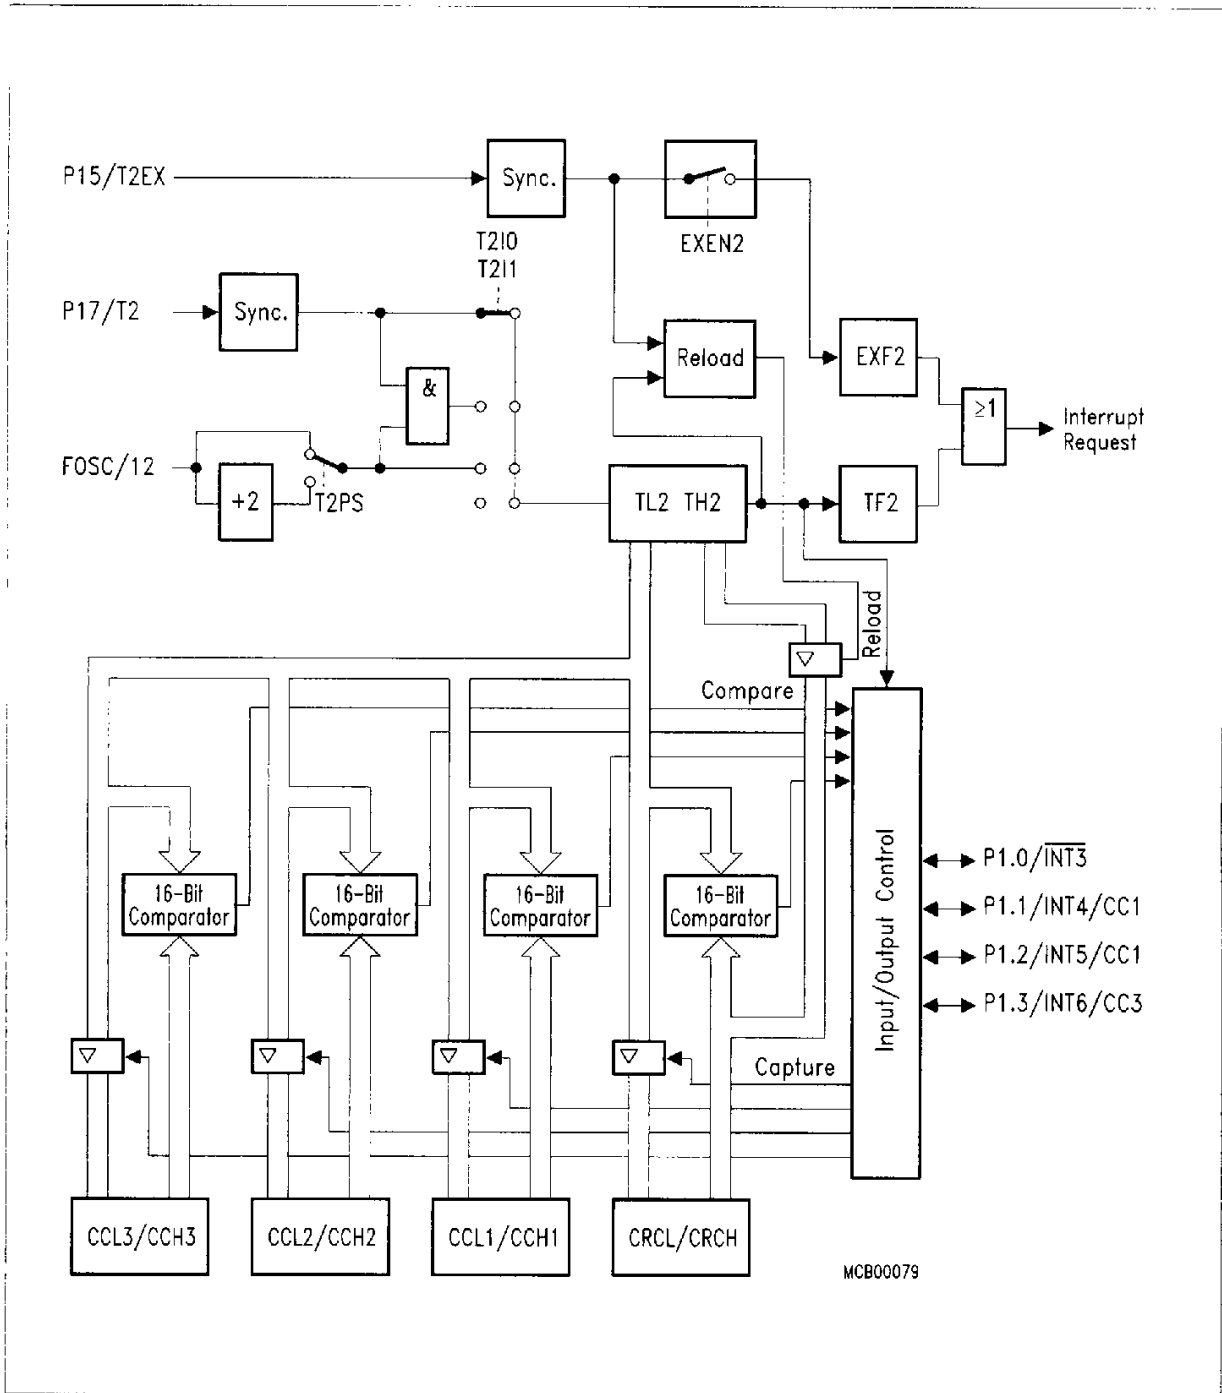 P15/T2EX
Sync.
EXEN2
T2I0
T2I1
P17/T2
Sync.
Reload
EXF2
&
≥1
Interrupt
Request
FOSC/12
+2
T2PS
TL2 TH2
TF2
Reload
Compare
16-Bit
Comparator
16-Bit
Comparator
16-Bit
Comparator
16-Bit
Comparator
Input/Output Control
P1.0/INT3
P1.1/INT4/CC1
P1.2/INT5/CC1
P1.3/INT6/CC3
Capture
CCL3/CCH3
CCL2/CCH2
CCL1/CCH1
CRCL/CRCH
MCB00079